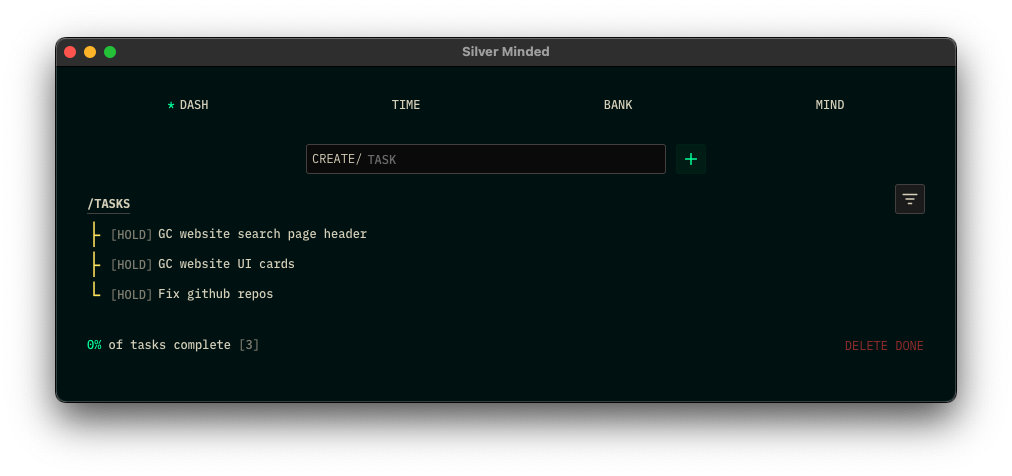 Silver Minded
* DASH TIME BANK MIND
CREATE/ TASK +
/TASKS
├ [HOLD] GC website search page header
├ [HOLD] GC website UI cards
└ [HOLD] Fix github repos
0% of tasks complete [3] DELETE DONE